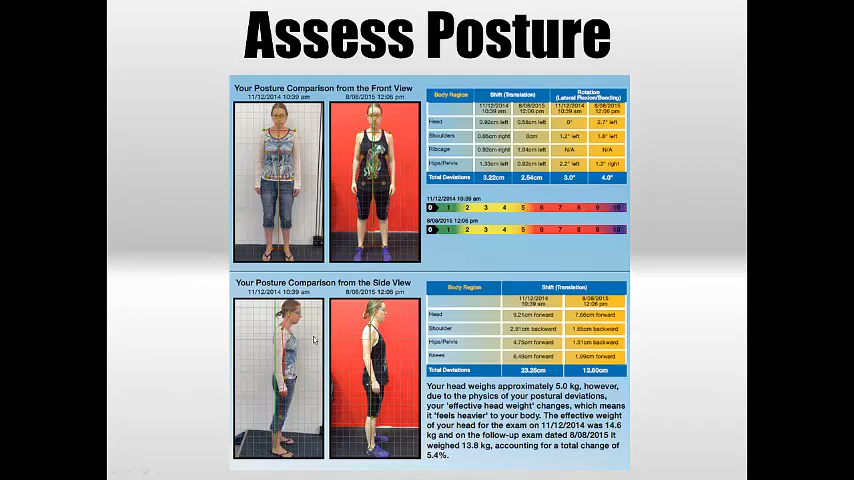 Assess Posture
Your Posture Comparison from the Front View
11/12/2014 10:39 am 8/08/2015 12:06 pm
Body Region Shift (Translation) Rotation (Lateral Flexion/Bending)
11/12/2014 10:39 am 8/08/2015 12:06 pm 11/12/2014 10:39 am 8/08/2015 12:06 pm
Head 0.92cm left 0.58cm left 0° 2.7° left
Shoulders 0.05cm right 0cm 1.2° left 1.6° left
Ribcage 0.92cm right 1.04cm left N/A N/A
Hips/Pelvis 1.33cm left 0.92cm left 2.2° left 1.2° right
Total Deviations 3.22cm 2.54cm 3.0° 4.0°
11/12/2014 10:39 am
0 1 2 3 4 5 6 7 8 9 10
8/08/2015 12:06 pm
0 1 2 3 4 5 6 7 8 9 10
Your Posture Comparison from the Side View
11/12/2014 10:39 am 8/08/2015 12:06 pm
Body Region Shift (Translation)
11/12/2014 10:39 am 8/08/2015 12:06 pm
Head 9.21cm forward 7.66cm forward
Shoulder 2.81cm backward 1.65cm backward
Hips/Pelvis 4.75cm forward 1.31cm backward
Knees 6.49cm forward 1.99cm forward
Total Deviations 23.26cm 12.60cm
Your head weighs approximately 5.0 kg, however,
due to the physics of your postural deviations,
your 'effective head weight' changes, which means
it 'feels heavier' to your body. The effective weight
of your head for the exam on 11/12/2014 was 14.6
kg and on the follow-up exam dated 8/08/2015 it
weighed 13.8 kg, accounting for a total change of
5.4%.